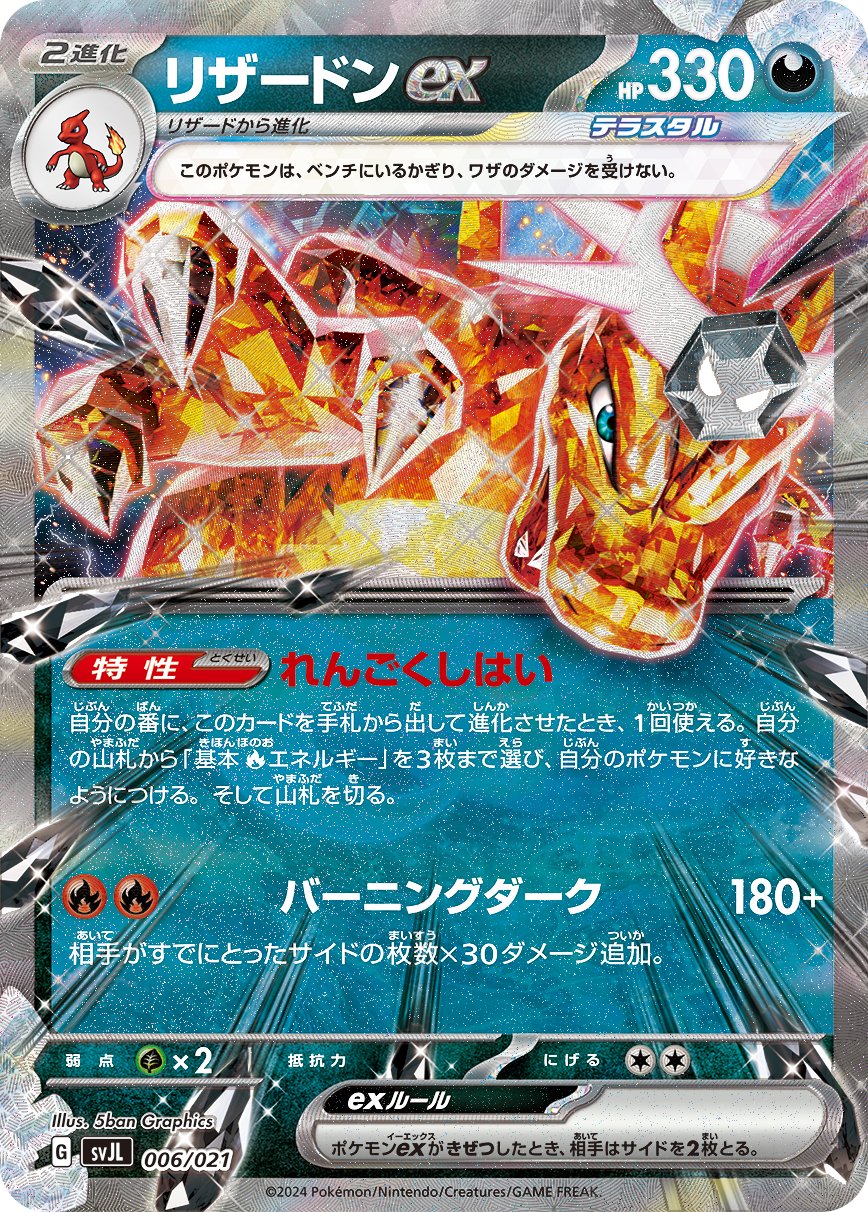 2進化
リザードンex
HP330
リザードから進化
テラスタル
このポケモンは、ベンチにいるかぎり、ワザのダメージを受けない。
特性 れんごくしはい
自分の番に、このカードを手札から出して進化させたとき、1回使える。自分
の山札から「基本エネルギー」を3枚まで選び、自分のポケモンに好きな
ようにつける。そして山札を切る。
バーニングダーク 180+
相手がすでにとったサイドの枚数×30ダメージ追加。
弱点 ×2 抵抗力 にげる
exルール
ポケモンexがきぜつしたとき、相手はサイドを2枚とる。
Illus. 5ban Graphics
G svJL 006/021
©2024 Pokémon/Nintendo/Creatures/GAME FREAK.